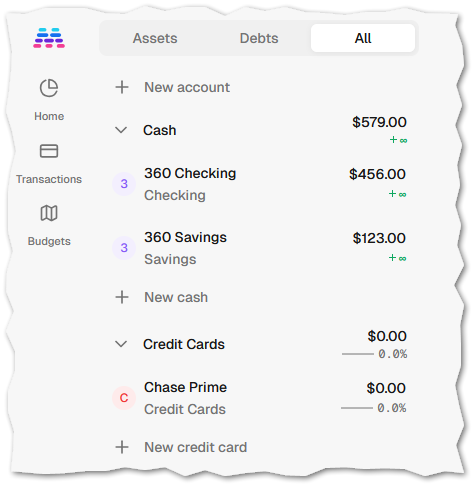 Assets Debts All
Home
Transactions
Budgets
New account
Cash $579.00
+∞
3 360 Checking $456.00
Checking +∞
3 360 Savings $123.00
Savings +∞
New cash
Credit Cards $0.00
0.0%
C Chase Prime $0.00
Credit Cards 0.0%
New credit card